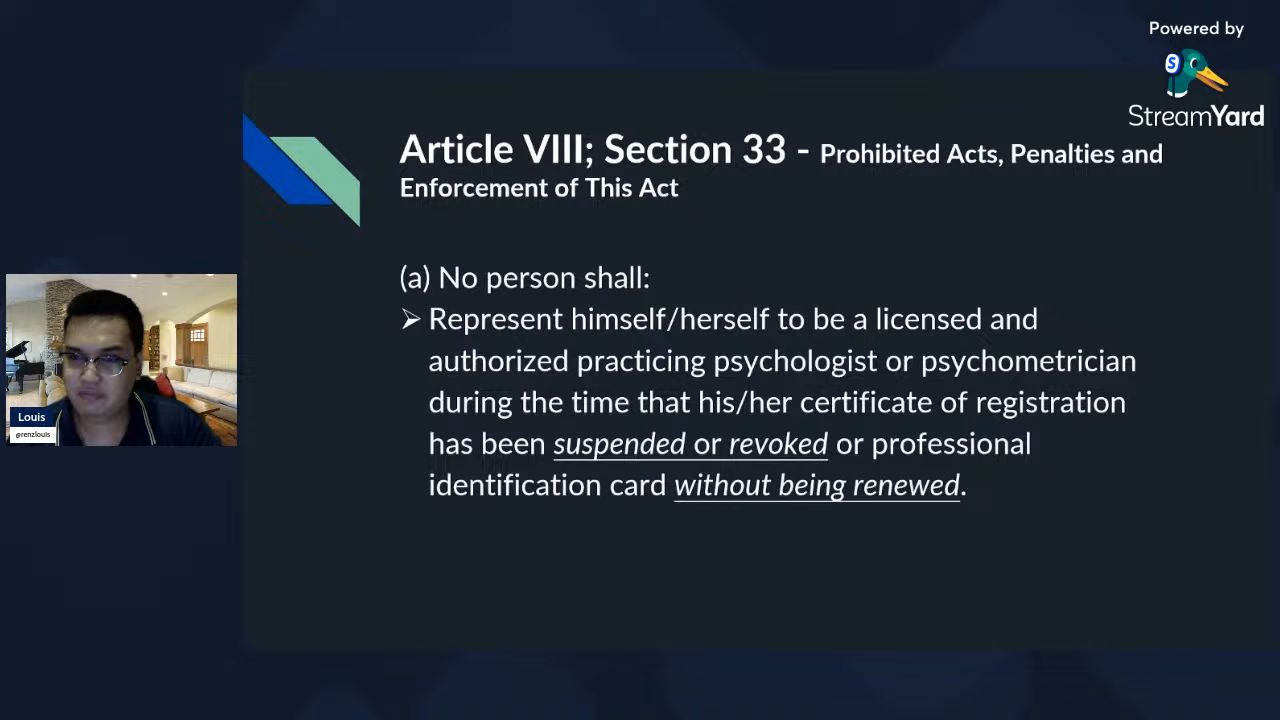 Powered by
StreamYard
Article VIII; Section 33 - Prohibited Acts, Penalties and
Enforcement of This Act
(a) No person shall:
➢ Represent himself/herself to be a licensed and
authorized practicing psychologist or psychometrician
during the time that his/her certificate of registration
has been suspended or revoked or professional
identification card without being renewed.
Louis
@renzlouis